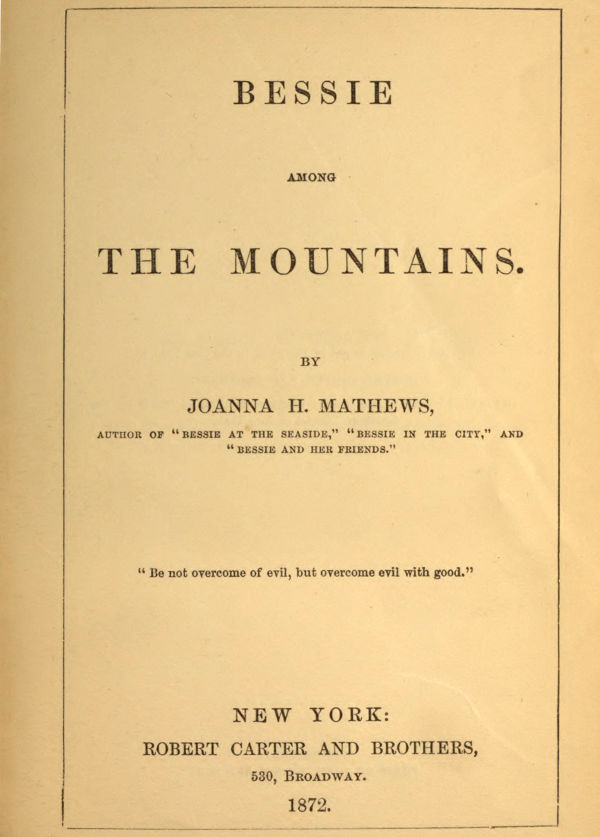 BESSIE
AMONG
THE MOUNTAINS.
BY
JOANNA H. MATHEWS,
AUTHOR OF “BESSIE AT THE SEASIDE,” “BESSIE IN THE CITY,” AND
“BESSIE AND HER FRIENDS.”
“Be not overcome of evil, but overcome evil with good.”
NEW YORK:
ROBERT CARTER AND BROTHERS,
530, BROADWAY.
1872.